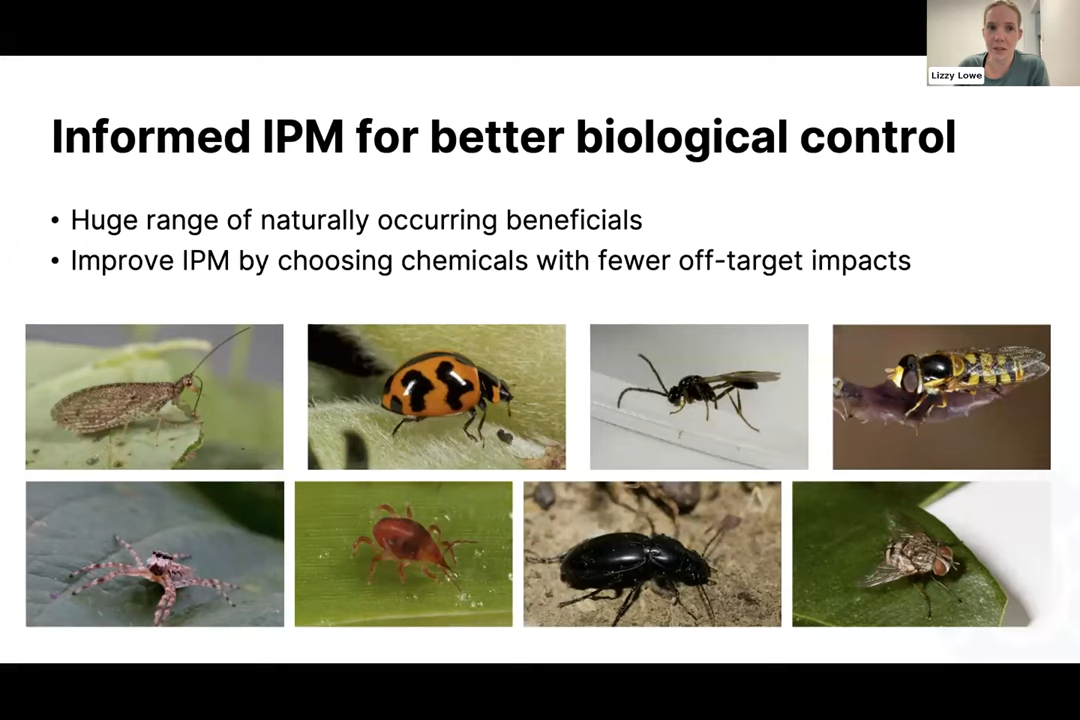 Lizzy Lowe
Informed IPM for better biological control
• Huge range of naturally occurring beneficials
• Improve IPM by choosing chemicals with fewer off-target impacts